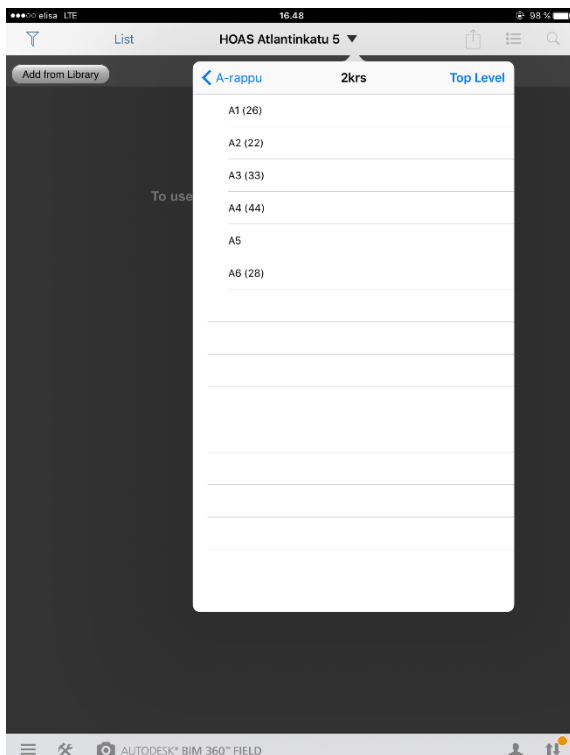 elisa LTE 16.48 98 %
List HOAS Atlantinkatu 5
Add from Library
A-rappu 2krs Top Level
A1 (26)
A2 (22)
A3 (33)
To use
A4 (44)
A5
A6 (28)
AUTODESK® BIM 360™ FIELD